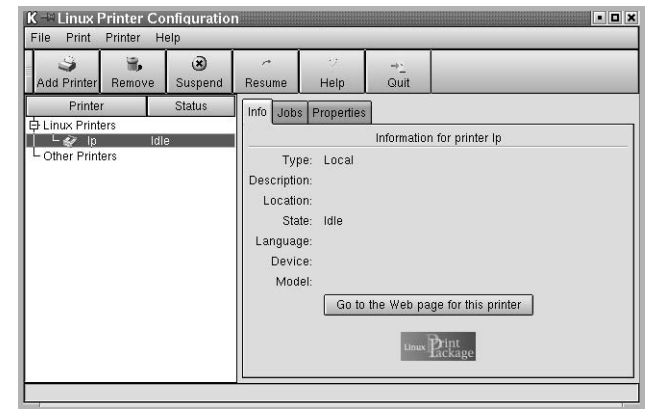 K Linux Printer Configuration
File Print Printer Help
Add Printer Remove Suspend Resume Help Quit
Printer Status
Linux Printers
lp Idle
Other Printers
Info Jobs Properties
Information for printer lp
Type: Local
Description:
Location:
State: Idle
Language:
Device:
Model:
Go to the Web page for this printer
Linux Print Package